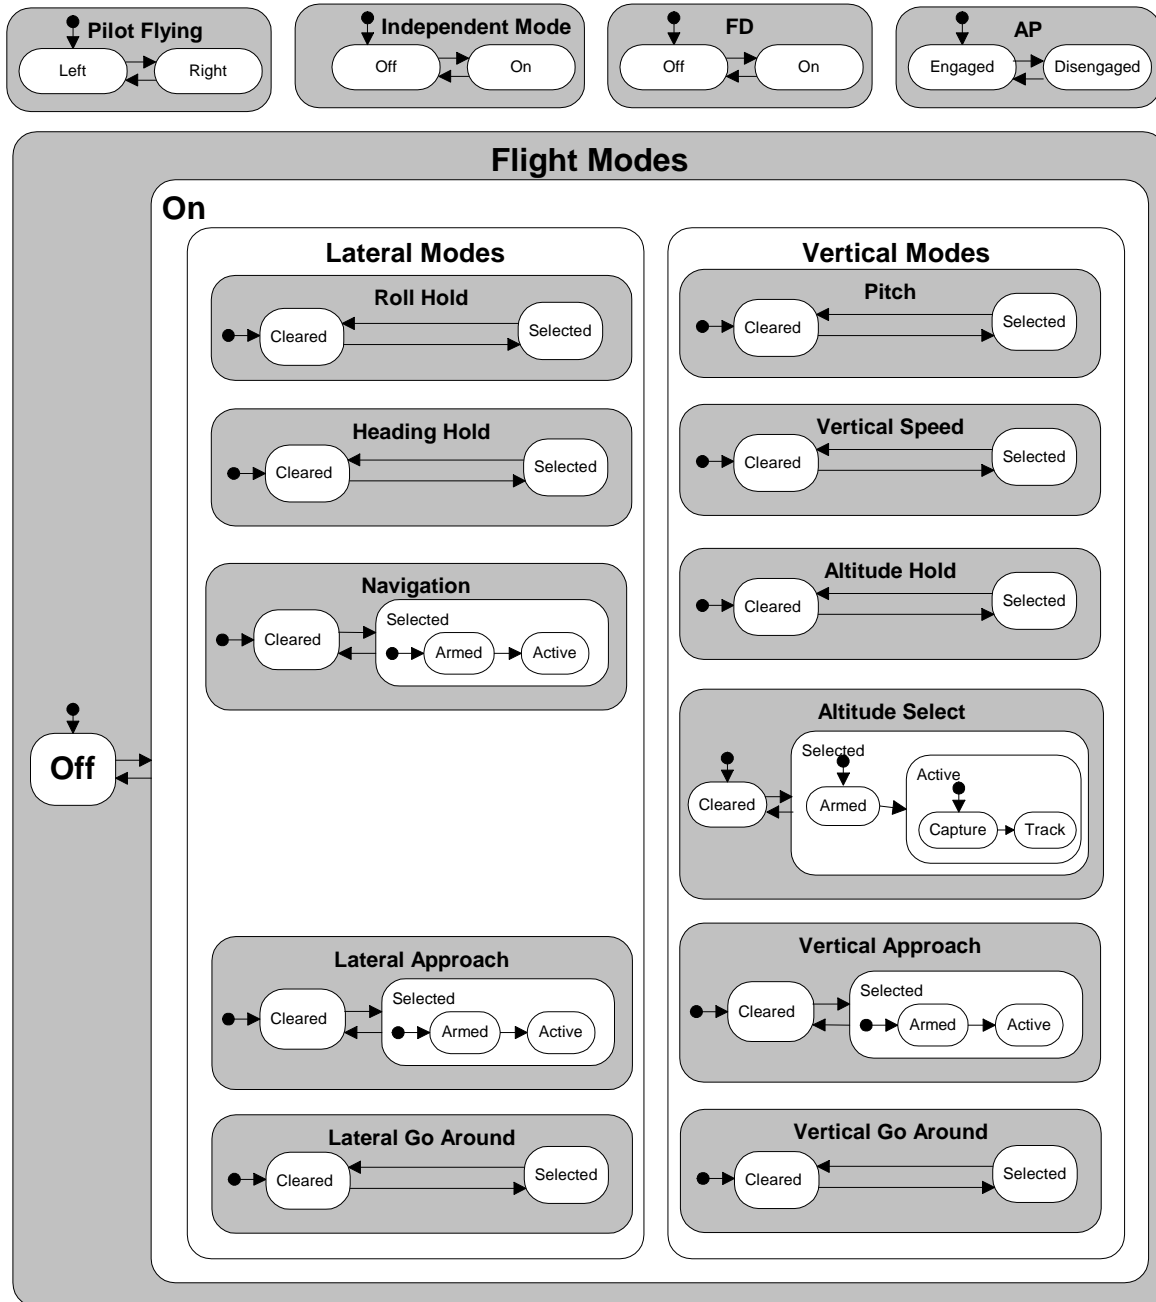 Pilot Flying
Left
Right
Independent Mode
Off
On
FD
Off
On
AP
Engaged
Disengaged
Flight Modes
Off
On
Lateral Modes
Roll Hold
Cleared
Selected
Heading Hold
Cleared
Selected
Navigation
Cleared
Selected
Armed
Active
Lateral Approach
Cleared
Selected
Armed
Active
Lateral Go Around
Cleared
Selected
Vertical Modes
Pitch
Cleared
Selected
Vertical Speed
Cleared
Selected
Altitude Hold
Cleared
Selected
Altitude Select
Cleared
Selected
Armed
Active
Capture
Track
Vertical Approach
Cleared
Selected
Armed
Active
Vertical Go Around
Cleared
Selected